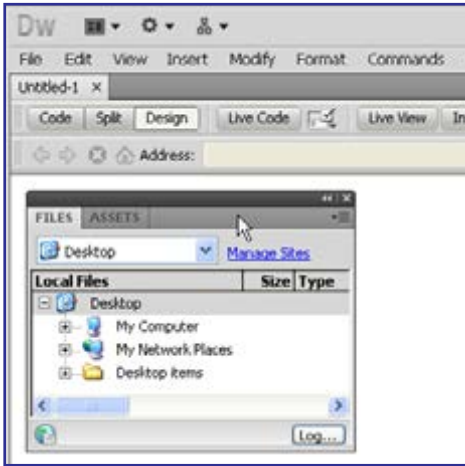 Dw
File Edit View Insert Modify Format Commands
Untitled-1 ×
Code Split Design Live Code Live View
Address:
FILES ASSETS
Desktop Manage Sites
Local Files Size Type
Desktop
My Computer
My Network Places
Desktop items
Log...